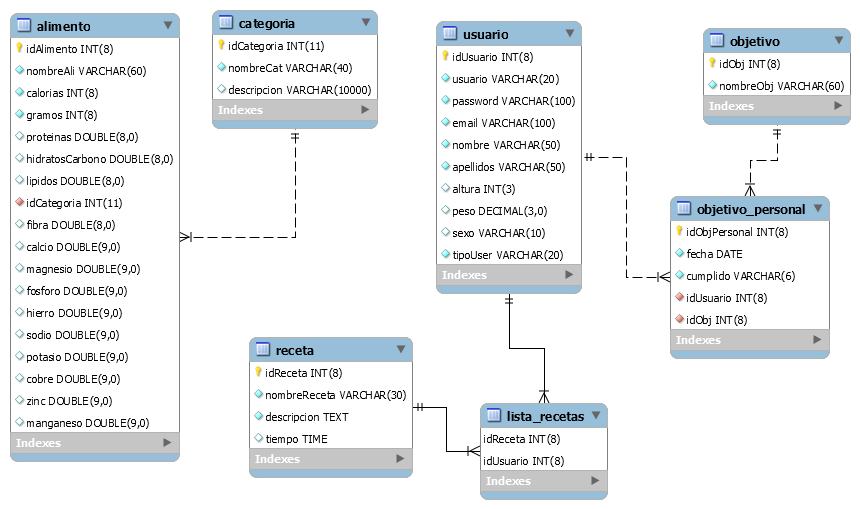 alimento
idAlimento INT(8)
nombreAli VARCHAR(60)
calorias INT(8)
gramos INT(8)
proteinas DOUBLE(8,0)
hidratosCarbono DOUBLE(8,0)
lipidos DOUBLE(8,0)
idCategoria INT(11)
fibra DOUBLE(8,0)
calcio DOUBLE(9,0)
magnesio DOUBLE(9,0)
fosforo DOUBLE(9,0)
hierro DOUBLE(9,0)
sodio DOUBLE(9,0)
potasio DOUBLE(9,0)
cobre DOUBLE(9,0)
zinc DOUBLE(9,0)
manganeso DOUBLE(9,0)
Indexes
categoria
idCategoria INT(11)
nombreCat VARCHAR(40)
descripcion VARCHAR(10000)
Indexes
usuario
idUsuario INT(8)
usuario VARCHAR(20)
password VARCHAR(100)
email VARCHAR(100)
nombre VARCHAR(50)
apellidos VARCHAR(50)
altura INT(3)
peso DECIMAL(3,0)
sexo VARCHAR(10)
tipoUser VARCHAR(20)
Indexes
objetivo
idObj INT(8)
nombreObj VARCHAR(60)
Indexes
objetivo_personal
idObjPersonal INT(8)
fecha DATE
cumplido VARCHAR(6)
idUsuario INT(8)
idObj INT(8)
Indexes
receta
idReceta INT(8)
nombreReceta VARCHAR(30)
descripcion TEXT
tiempo TIME
Indexes
lista_recetas
idReceta INT(8)
idUsuario INT(8)
Indexes